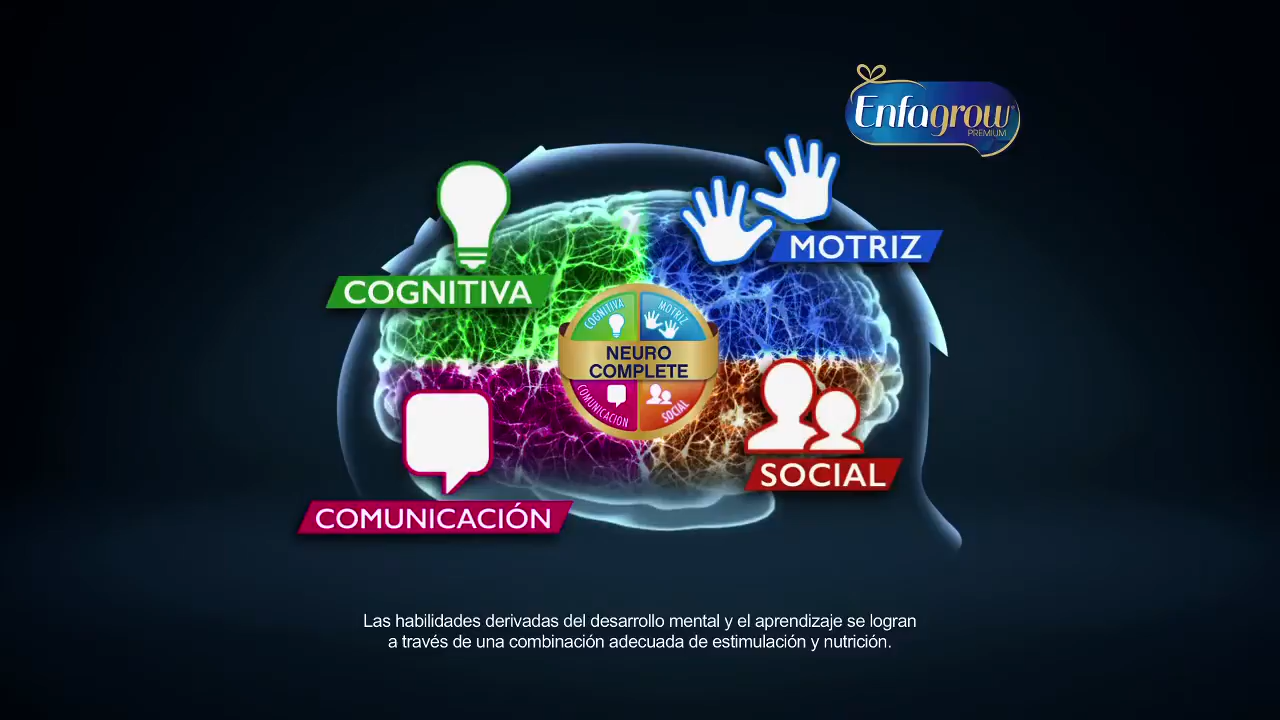 Enfagrow
PREMIUM
MOTRIZ
COGNITIVA
COGNITIVA
MOTRIZ
NEURO
COMPLETE
COMUNICACION
SOCIAL
SOCIAL
COMUNICACIÓN
Las habilidades derivadas del desarrollo mental y el aprendizaje se logran
a través de una combinación adecuada de estimulación y nutrición.